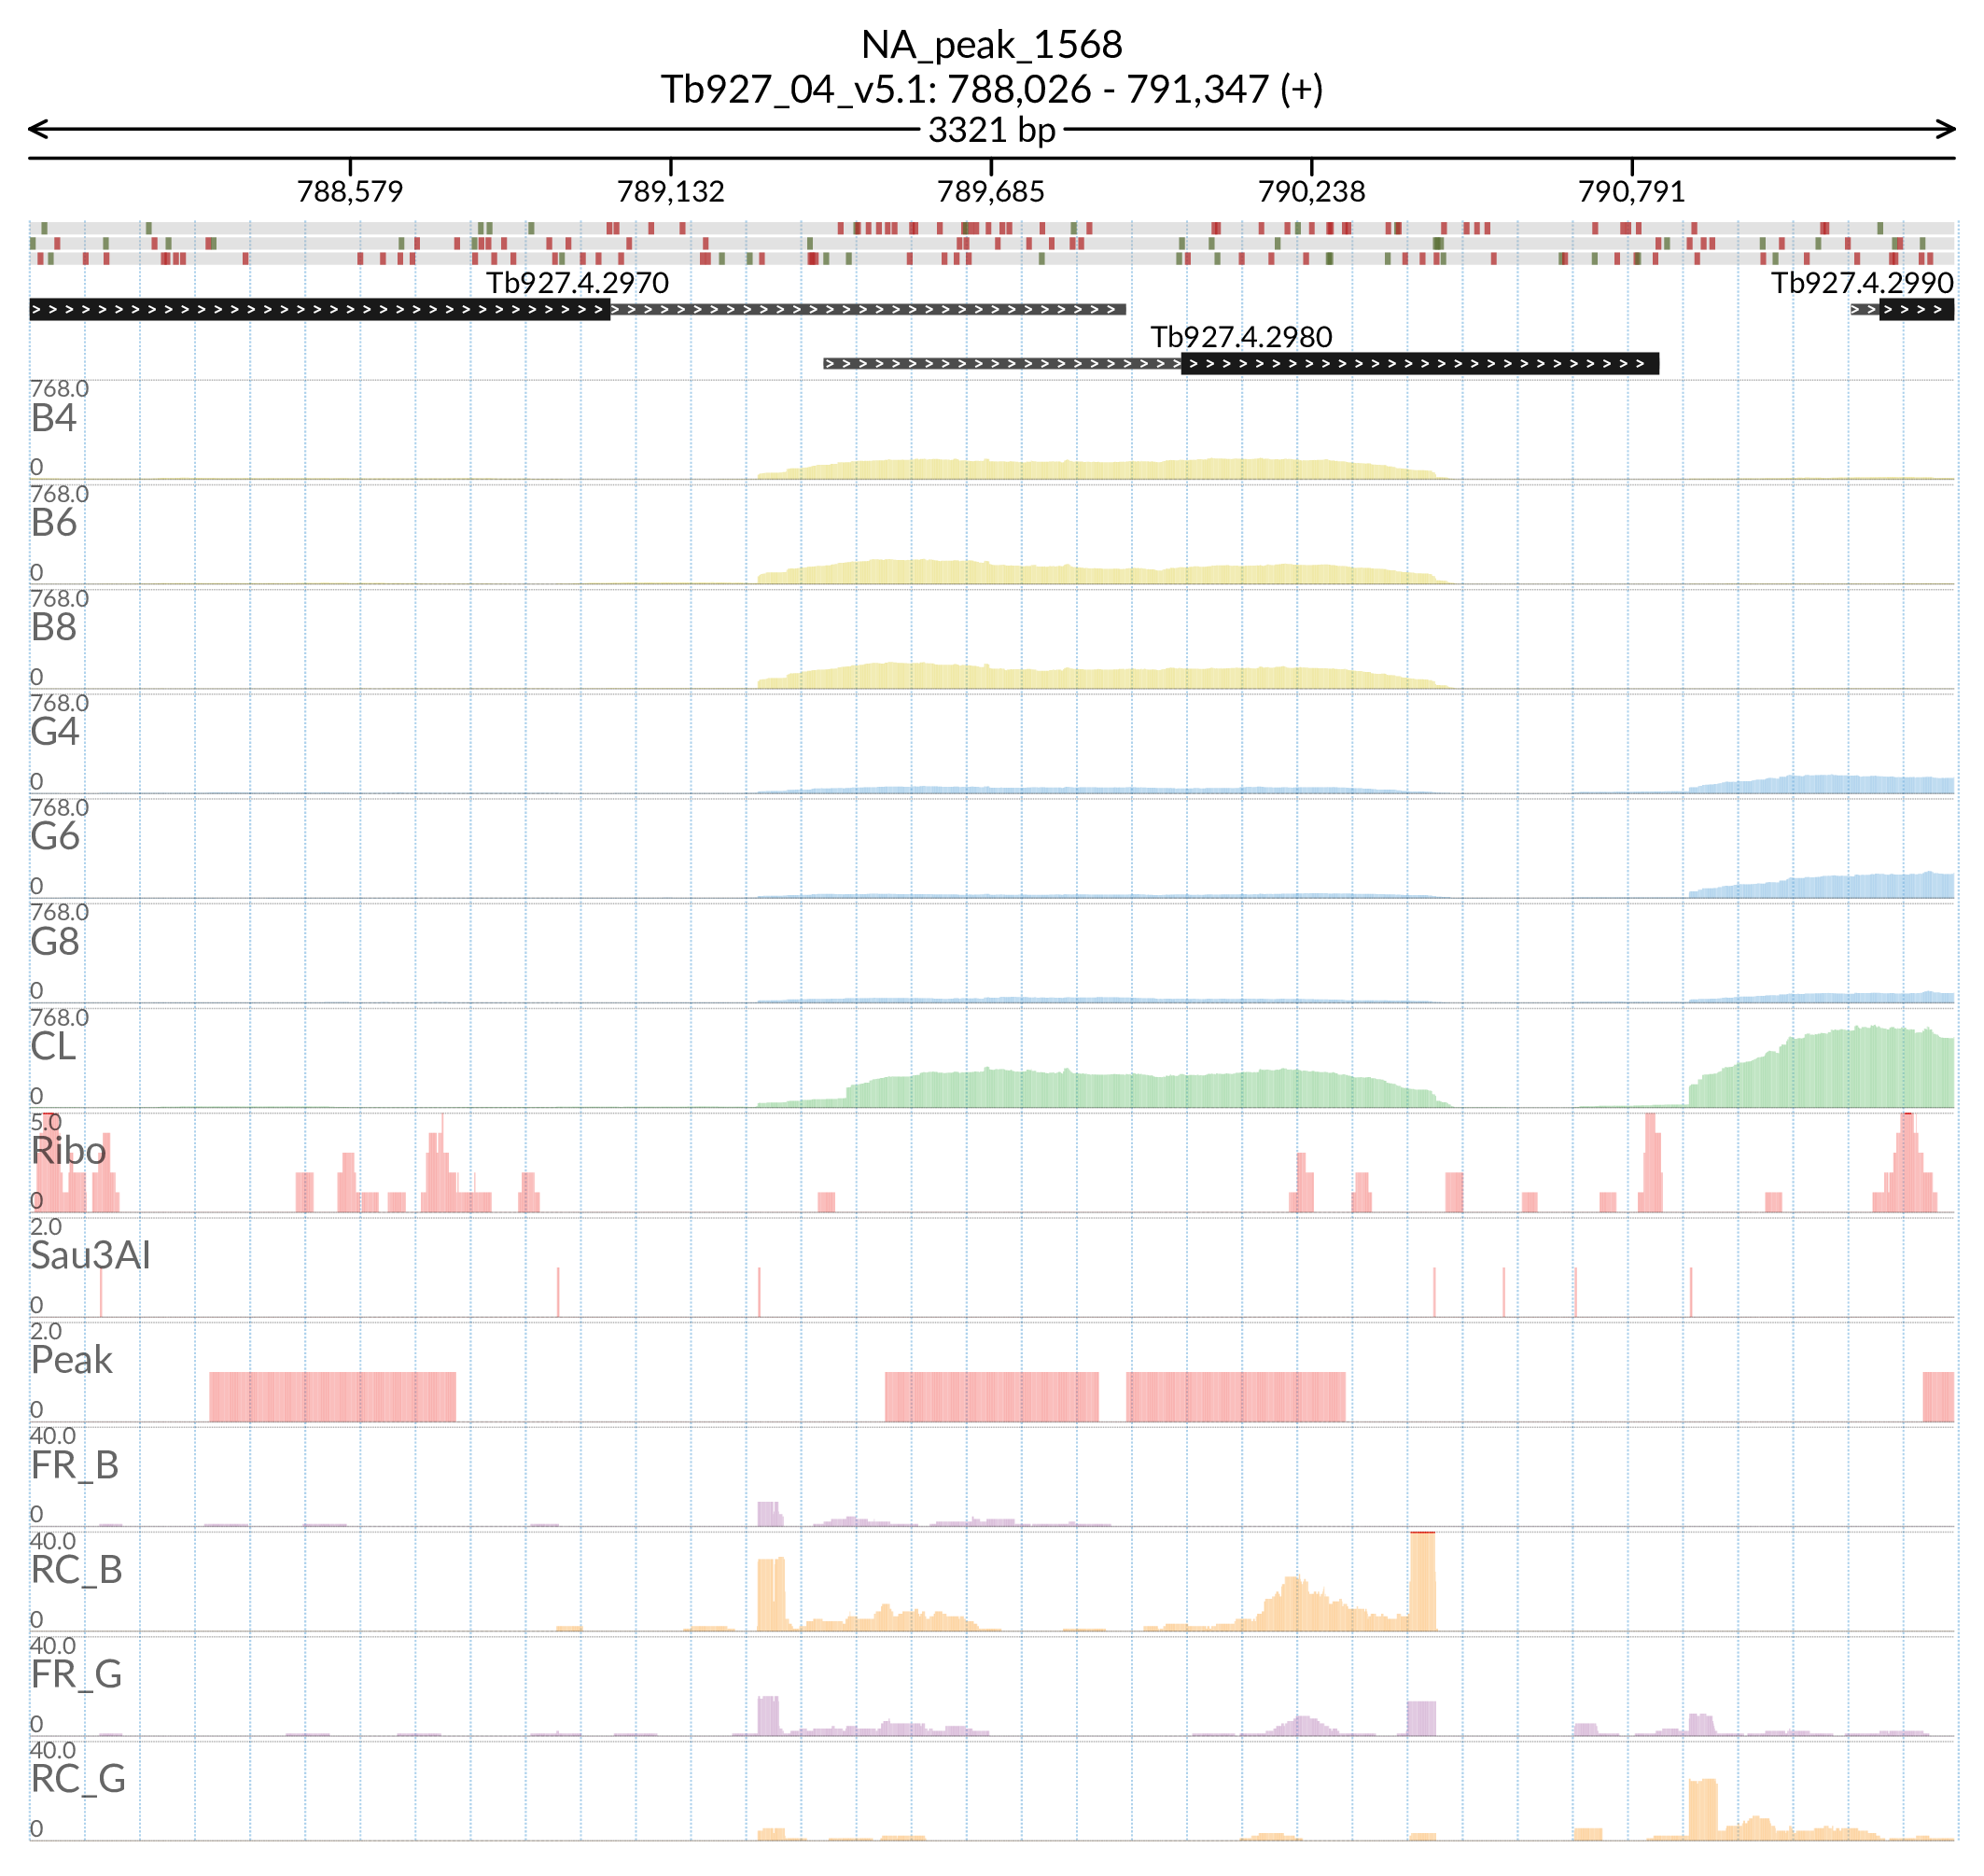 NA_peak_1568
Tb927_04_v5.1: 788,026 - 791,347 (+)
3321 bp
788,579 789,132 789,685 790,238 790,791
Tb927.4.2970 Tb927.4.2990
Tb927.4.2980
768.0
B4
0
768.0
B6
0
768.0
B8
0
768.0
G4
0
768.0
G6
0
768.0
G8
0
768.0
CL
0
5.0
Ribo
0
2.0
Sau3AI
0
2.0
Peak
0
40.0
FR_B
0
40.0
RC_B
0
40.0
FR_G
0
40.0
RC_G
0